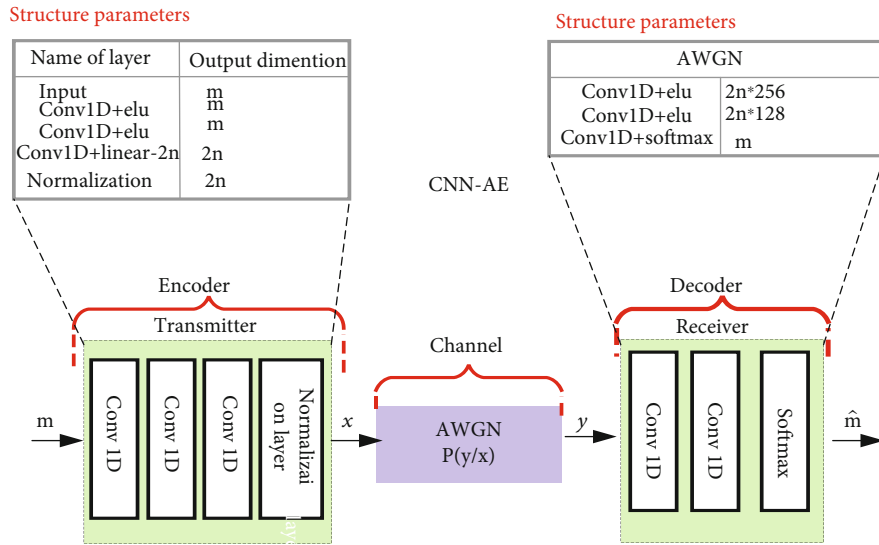 Structure parameters
Name of layer Output dimention
Input m
Conv1D+elu m
Conv1D+elu m
Conv1D+linear-2n 2n
Normalization 2n
Structure parameters
AWGN
Conv1D+elu 2n*256
Conv1D+elu 2n*128
Conv1D+softmax m
CNN-AE
Encoder
Transmitter
Channel
Decoder
Receiver
m
Conv 1D
Conv 1D
Conv 1D
Normalizai
on layer
x
AWGN
P(y/x)
y
Conv 1D
Conv 1D
Softmax
m̂